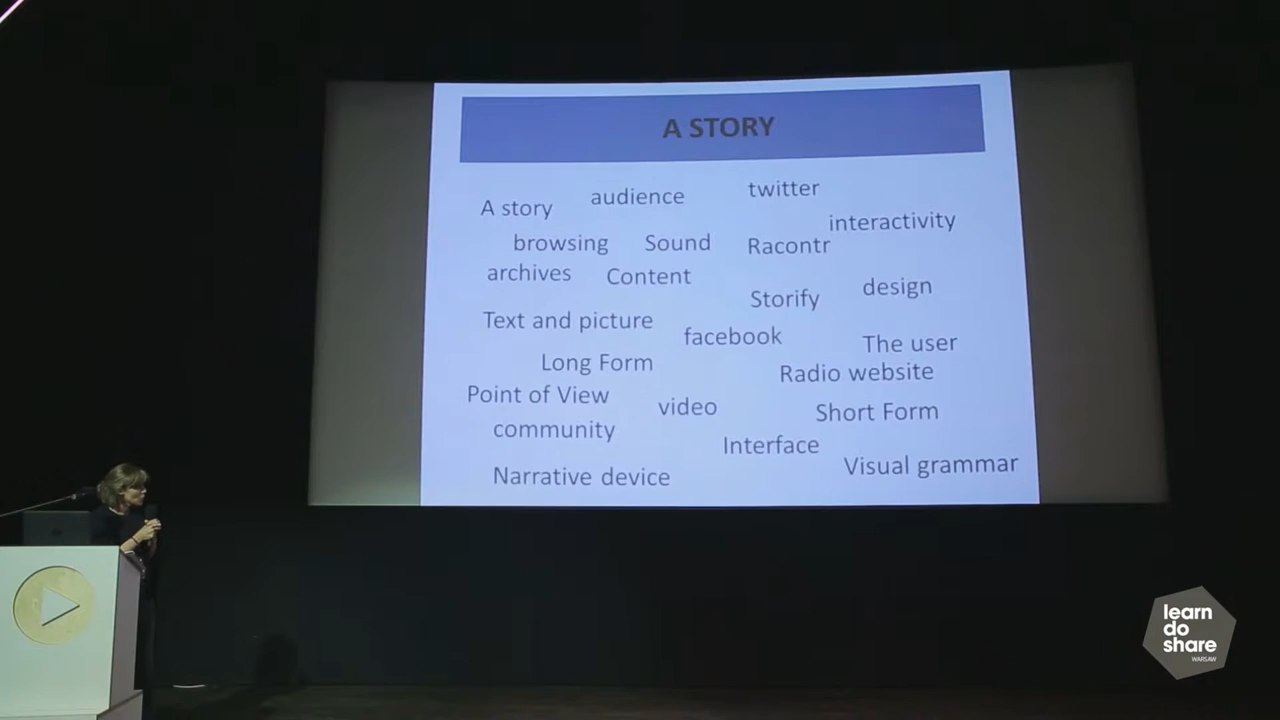 A STORY
A story
audience
twitter
interactivity
browsing
Sound
Racontr
archives
Content
Storify
design
Text and picture
facebook
The user
Long Form
Radio website
Point of View
video
Short Form
community
Interface
Visual grammar
Narrative device
learn
do
share
WARSAW